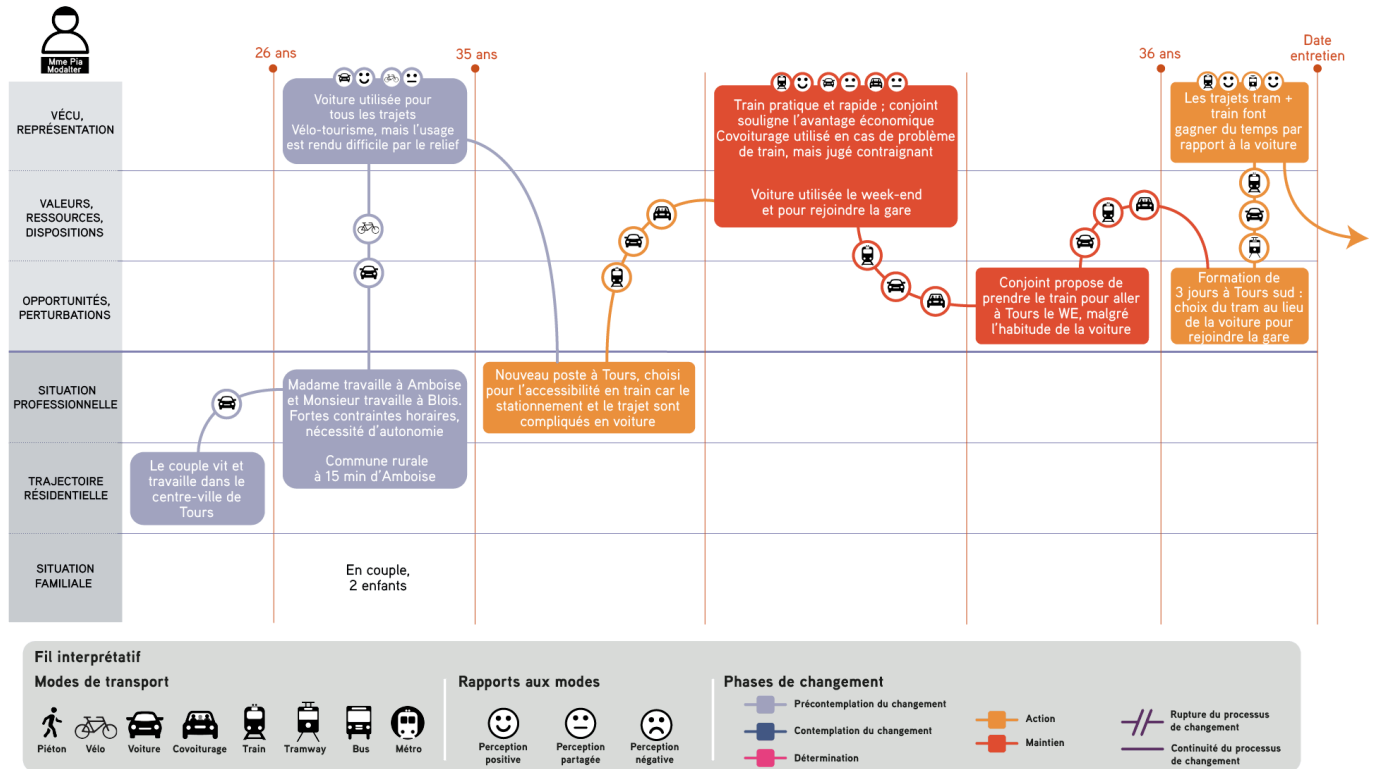 Mme Pia
Modalter
26 ans
35 ans
36 ans
Date
entretien
VÉCU,
REPRÉSENTATION
VALEURS,
RESSOURCES,
DISPOSITIONS
OPPORTUNITÉS,
PERTURBATIONS
SITUATION
PROFESSIONNELLE
TRAJECTOIRE
RÉSIDENTIELLE
SITUATION
FAMILIALE
Le couple vit et
travaille dans le
centre-ville de
Tours
Voiture utilisée pour
tous les trajets
Vélo-tourisme, mais l'usage
est rendu difficile par le relief
Madame travaille à Amboise
et Monsieur travaille à Blois.
Fortes contraintes horaires,
nécessité d'autonomie
Commune rurale
à 15 min d'Amboise
En couple,
2 enfants
Nouveau poste à Tours, choisi
pour l'accessibilité en train car le
stationnement et le trajet sont
compliqués en voiture
Train pratique et rapide ; conjoint
souligne l'avantage économique
Covoiturage utilisé en cas de problème
de train, mais jugé contraignant
Voiture utilisée le week-end
et pour rejoindre la gare
Conjoint propose de
prendre le train pour aller
à Tours le WE, malgré
l'habitude de la voiture
Les trajets tram +
train font
gagner du temps par
rapport à la voiture
Formation de
3 jours à Tours sud :
choix du tram au lieu
de la voiture pour
rejoindre la gare
Fil interprétatif
Modes de transport
Piéton
Vélo
Voiture
Covoiturage
Train
Tramway
Bus
Métro
Rapports aux modes
Perception
positive
Perception
partagée
Perception
négative
Phases de changement
Précontemplation du changement
Contemplation du changement
Détermination
Action
Maintien
Rupture du processus
de changement
Continuité du processus
de changement